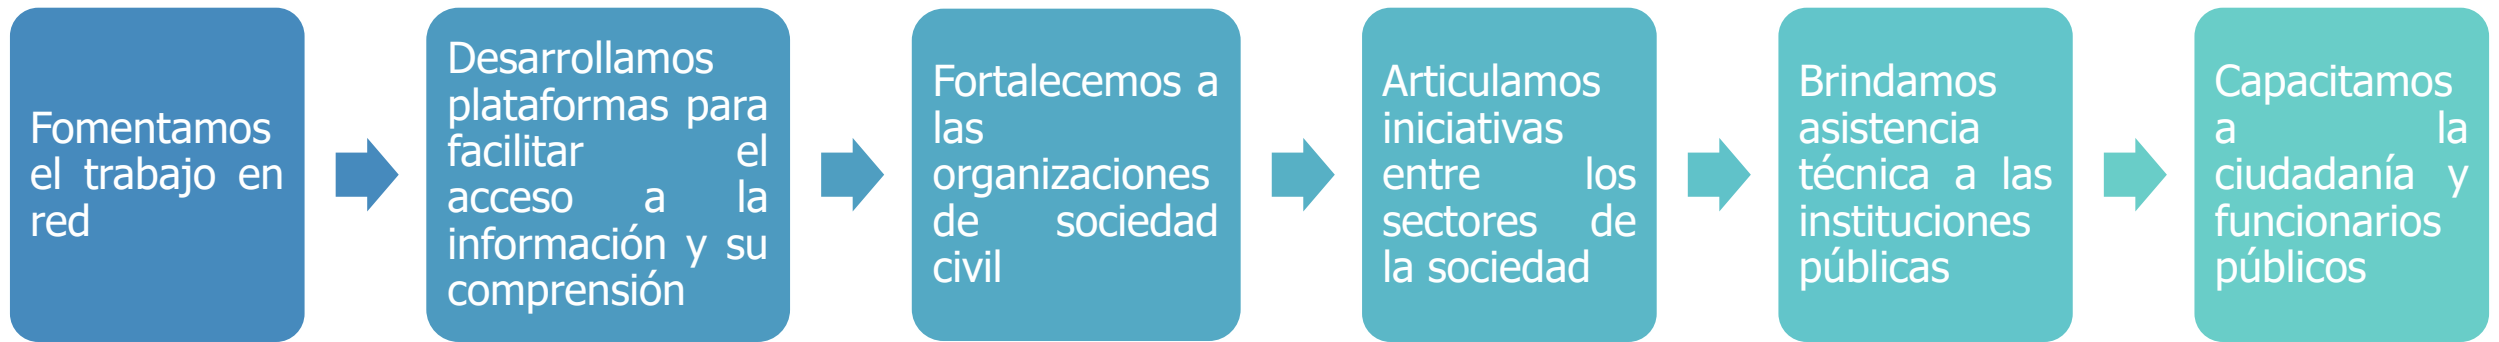 Fomentamos
el trabajo en
red
Desarrollamos
plataformas para
facilitar el
acceso a la
información y su
comprensión
Fortalecemos a
las
organizaciones
de sociedad
civil
Articulamos
iniciativas
entre los
sectores de
la sociedad
Brindamos
asistencia
técnica a las
instituciones
públicas
Capacitamos
a la
ciudadanía y
funcionarios
públicos